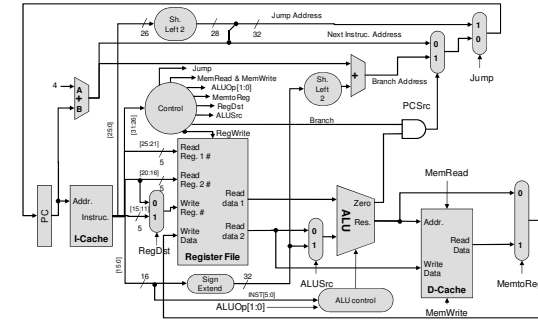 Jump Address
Sh.
Left 2
26
28
32
1
0
Next Instruc. Address
4
A
+
B
[25:0]
[31:26]
Jump
MemRead & MemWrite
ALUOp[1:0]
MemtoReg
RegDst
ALUSrc
Control
Sh.
Left
2
+
Branch Address
0
1
Jump
PCSrc
Branch
RegWrite
[25:21]
5
Read
Reg. 1 #
[20:16]
5
Read
Reg. 2 #
5
Write
Reg. #
Write
Data
Read
data 1
Read
data 2
Register File
PC
Addr.
Instruc.
I-Cache
[15:11]
5
0
1
RegDst
[15:0]
16
Sign
Extend
32
0
1
ALUSrc
ALU
Zero
Res.
MemRead
Addr.
Read
Data
Write
Data
D-Cache
MemWrite
0
1
MemtoReg
INST[5:0]
ALUOp[1:0]
ALU control